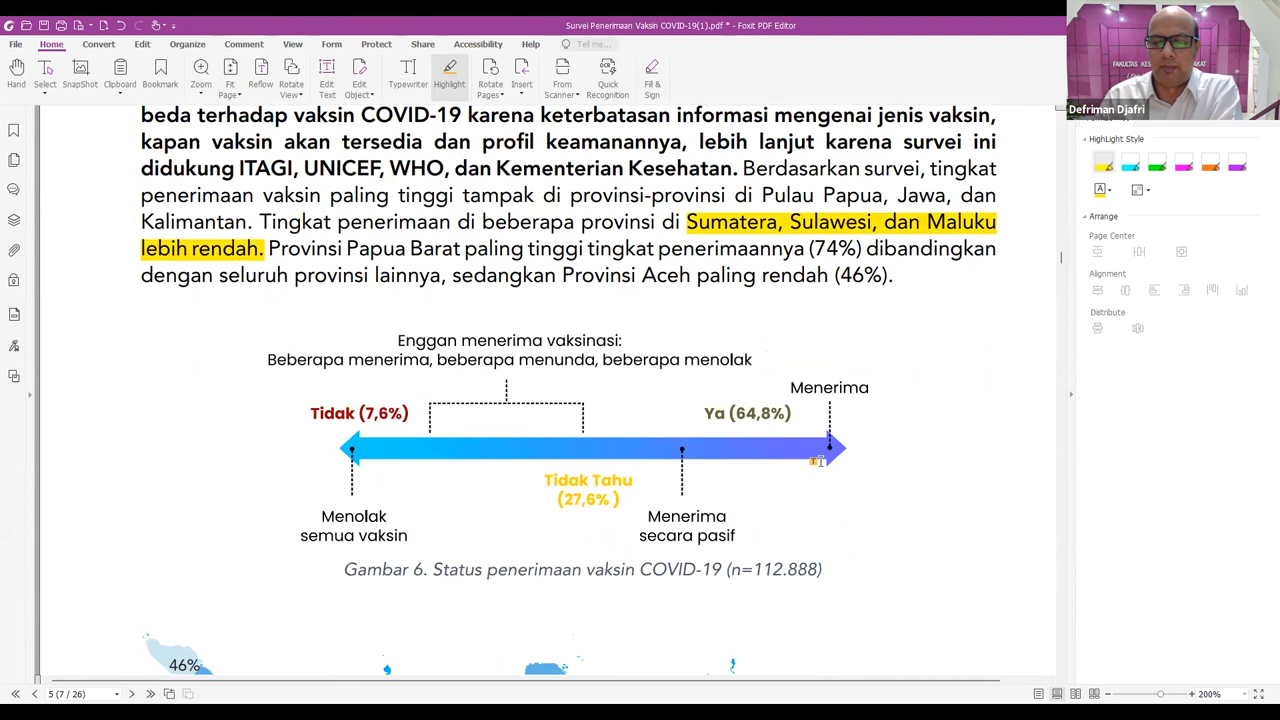 Survei Penerimaan Vaksin COVID-19(1).pdf * - Foxit PDF Editor
File Home Convert Edit Organize Comment View Form Protect Share Accessibility Help Tell me...
Hand Select SnapShot Clipboard Bookmark Zoom Fit Page Reflow Rotate View Edit Text Edit Object Typewriter Highlight Rotate Pages Insert From Scanner Quick Recognition Fill & Sign
FAKULTAS
Defriman Djafri
HighLight Style
Arrange
Page Center
Alignment
Distribute
beda terhadap vaksin COVID-19 karena keterbatasan informasi mengenai jenis vaksin,
kapan vaksin akan tersedia dan profil keamanannya, lebih lanjut karena survei ini
didukung ITAGI, UNICEF, WHO, dan Kementerian Kesehatan. Berdasarkan survei, tingkat
penerimaan vaksin paling tinggi tampak di provinsi-provinsi di Pulau Papua, Jawa, dan
Kalimantan. Tingkat penerimaan di beberapa provinsi di Sumatera, Sulawesi, dan Maluku
lebih rendah. Provinsi Papua Barat paling tinggi tingkat penerimaannya (74%) dibandingkan
dengan seluruh provinsi lainnya, sedangkan Provinsi Aceh paling rendah (46%).
Enggan menerima vaksinasi:
Beberapa menerima, beberapa menunda, beberapa menolak
Menerima
Tidak (7,6%)
Ya (64,8%)
Tidak Tahu
(27,6% )
Menolak
semua vaksin
Menerima
secara pasif
Gambar 6. Status penerimaan vaksin COVID-19 (n=112.888)
46%
5 (7 / 26)
200%